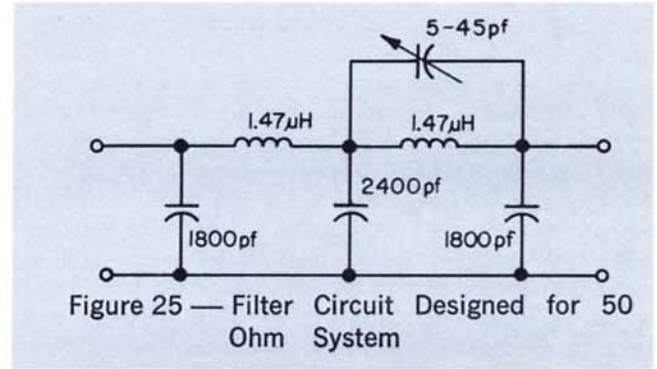 5-45pf
1.47μH
1.47μH
2400pf
1800pf
1800pf
Figure 25 — Filter Circuit Designed for 50
Ohm System